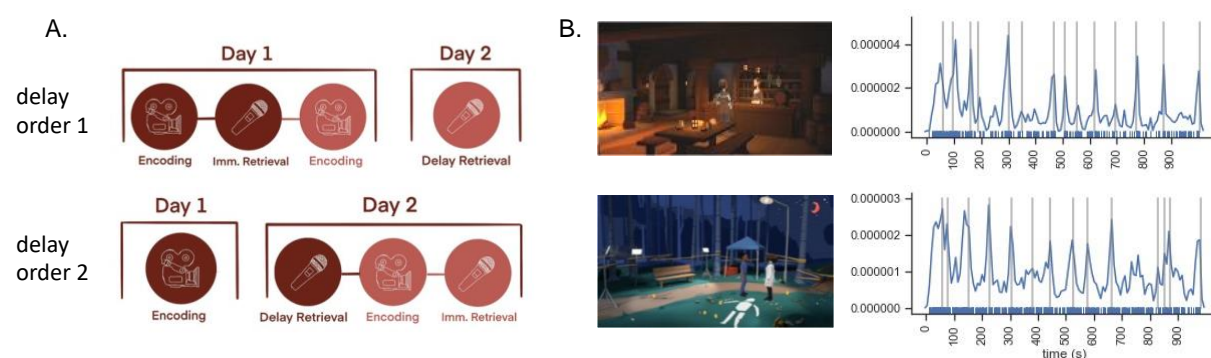 A.
Day 1
Day 2
delay
order 1
Encoding
Imm. Retrieval
Encoding
Delay Retrieval
Day 1
Day 2
delay
order 2
Encoding
Delay Retrieval
Encoding
Imm. Retrieval
B.
0.000004
0.000002
0.000000
0 100 200 300 400 500 600 700 800 900
0.000003
0.000002
0.000001
0.000000
0 100 200 300 400 500 600 700 800 900
time (s)